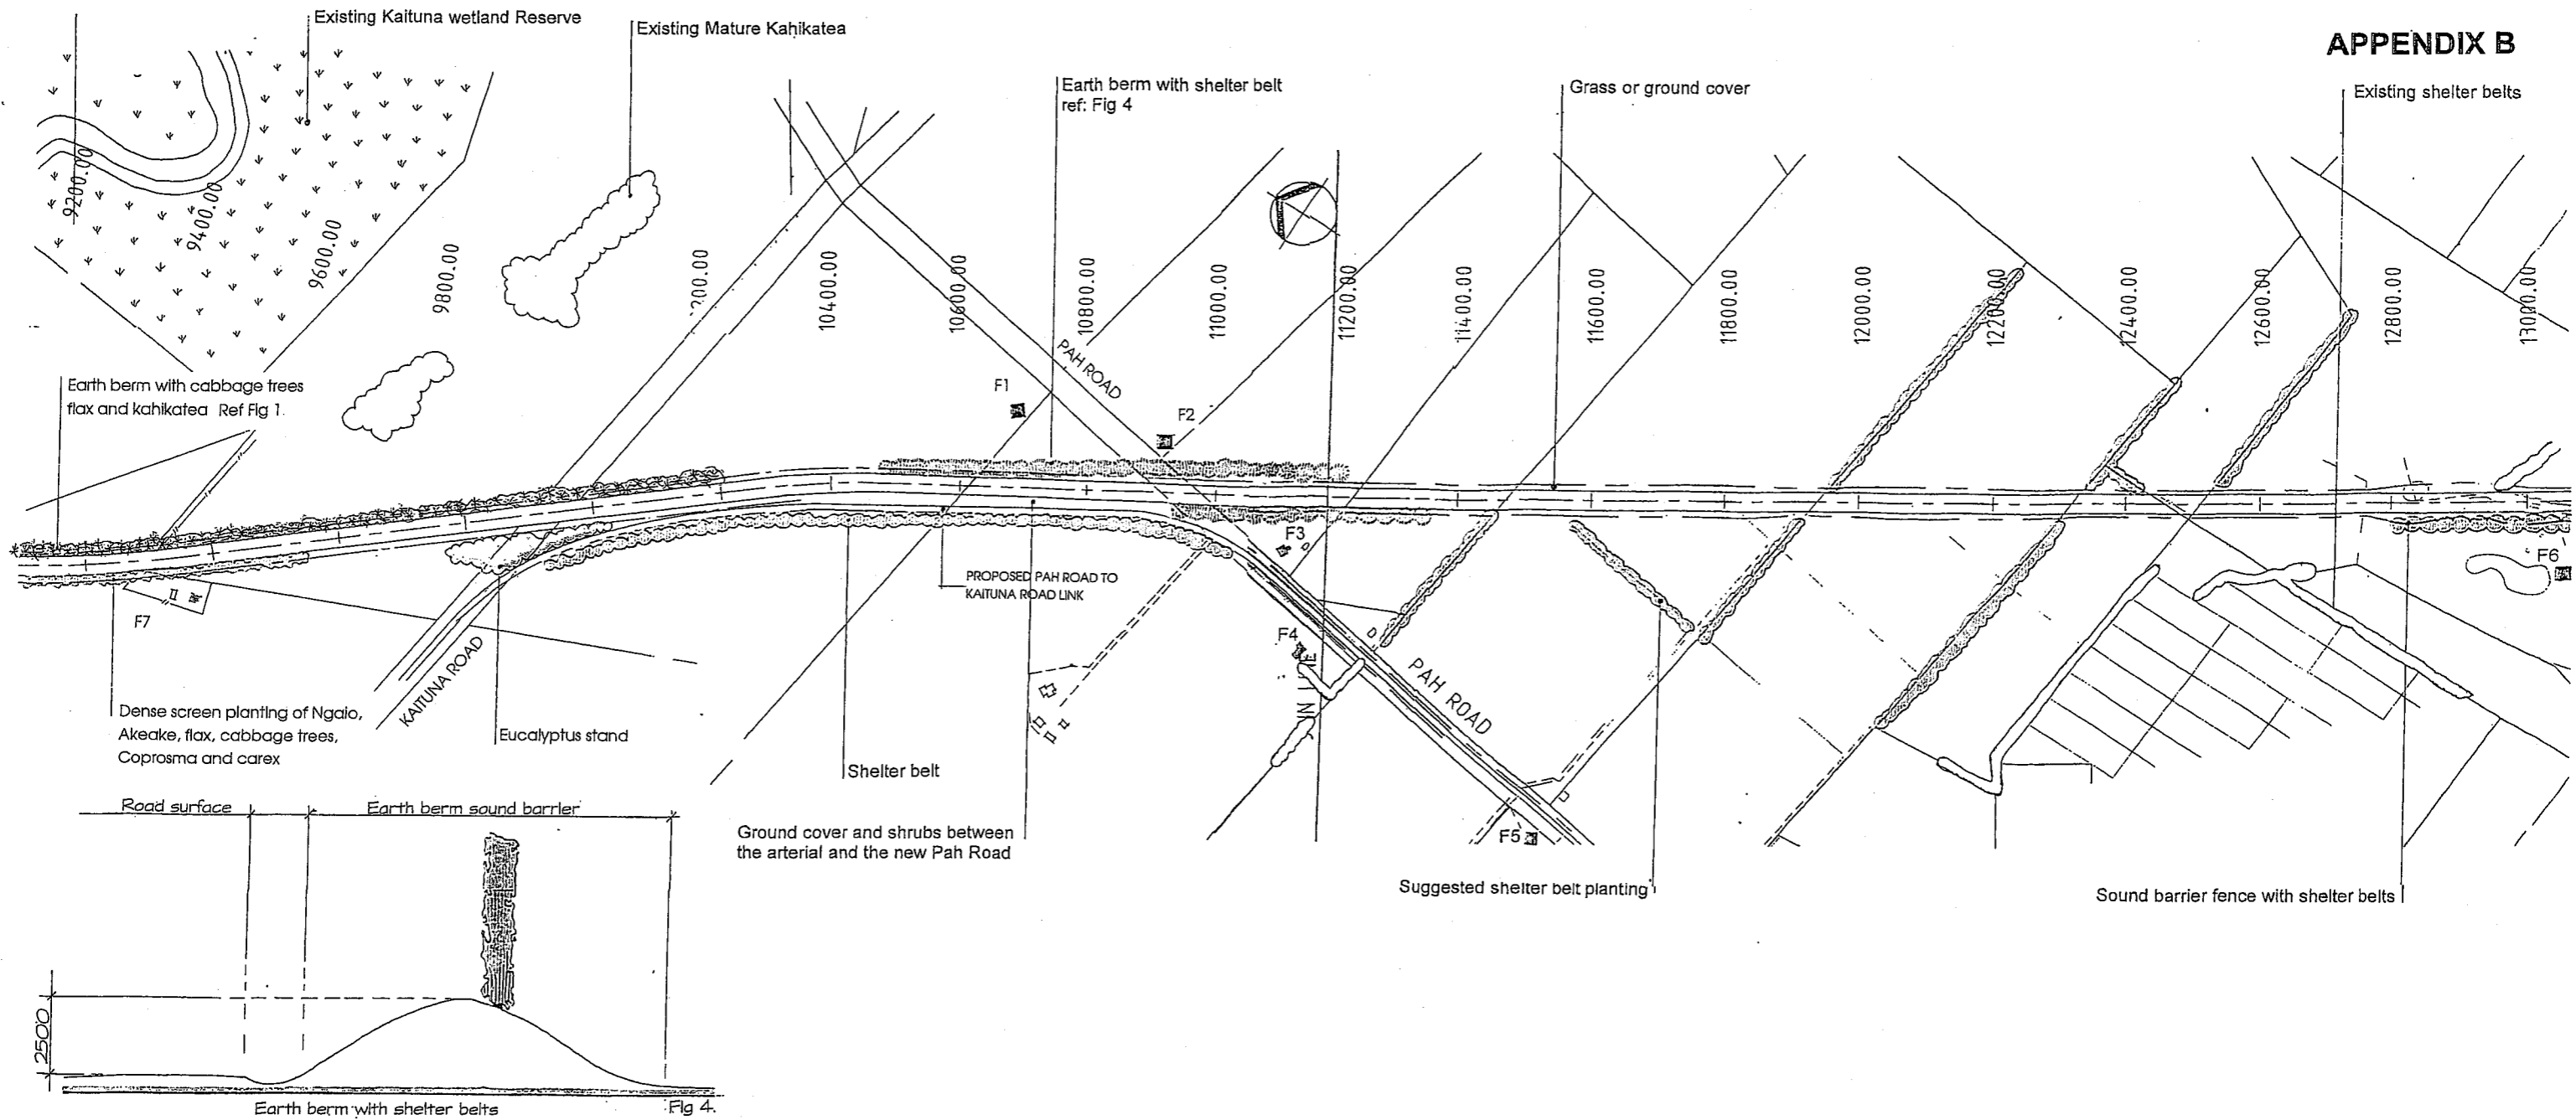 APPENDIX B
Existing Kaituna wetland Reserve
Existing Mature Kahikatea
Earth berm with shelter belt
ref: Fig 4
Grass or ground cover
Existing shelter belts
9200.00
9400.00
9600.00
9800.00
10400.00
10600.00
10800.00
11000.00
11200.00
11400.00
11600.00
11800.00
12000.00
12200.00
12400.00
12600.00
12800.00
13000.00
PAH ROAD
Earth berm with cabbage trees
flax and kahikatea Ref Fig 1.
F1
F2
F3
F6
PROPOSED PAH ROAD TO
KAITUNA ROAD LINK
F7
F4
KAITUNA ROAD
PAH ROAD
Dense screen planting of Ngaio,
Akeake, flax, cabbage trees,
Coprosma and carex
Eucalyptus stand
Shelter belt
Ground cover and shrubs between
the arterial and the new Pah Road
F5
Suggested shelter belt planting
Sound barrier fence with shelter belts
Road surface
Earth berm sound barrier
2500
Earth berm with shelter belts
Fig 4.